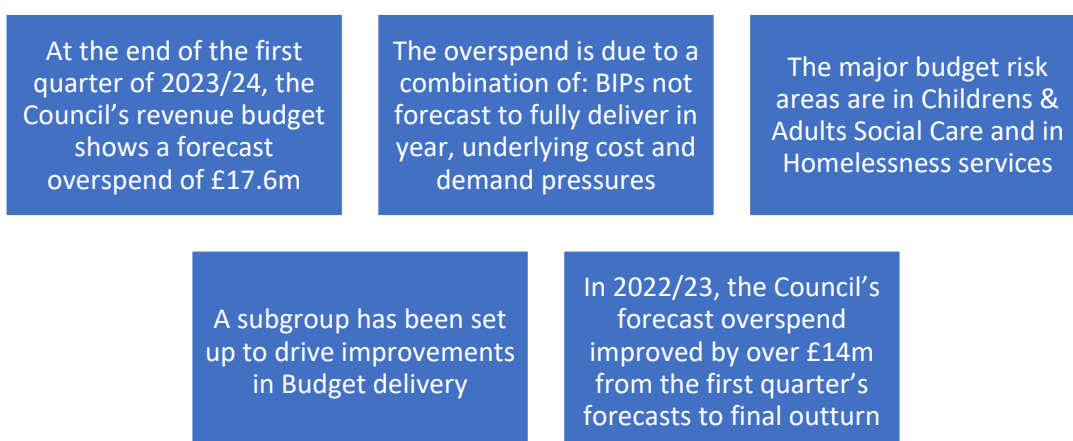 At the end of the first
quarter of 2023/24, the
Council’s revenue budget
shows a forecast
overspend of £17.6m
The overspend is due to a
combination of: BIPs not
forecast to fully deliver in
year, underlying cost and
demand pressures
The major budget risk
areas are in Childrens &
Adults Social Care and in
Homelessness services
A subgroup has been set
up to drive improvements
in Budget delivery
In 2022/23, the Council’s
forecast overspend
improved by over £14m
from the first quarter’s
forecasts to final outturn